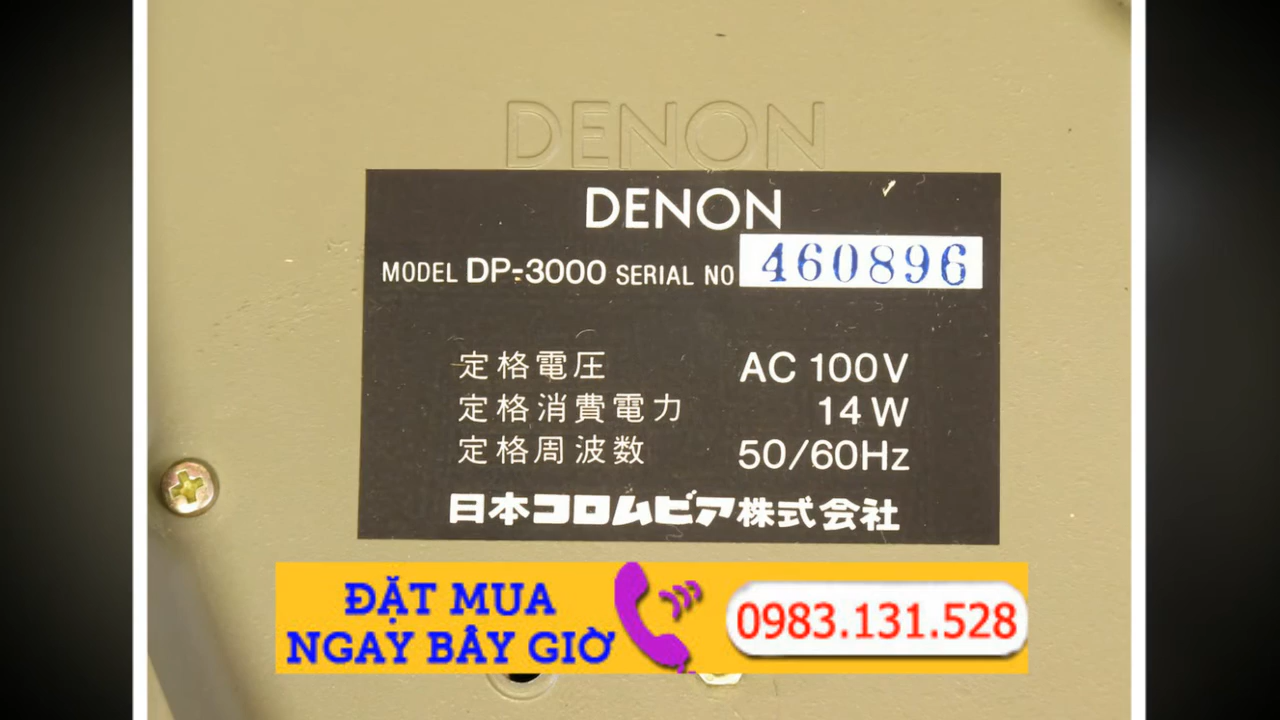 DENON
DENON
MODEL DP-3000 SERIAL NO 460896
定格電圧 AC 100V
定格消費電力 14 W
定格周波数 50/60Hz
日本コロムビア株式会社
ĐẶT MUA
NGAY BÂY GIỜ
0983.131.528